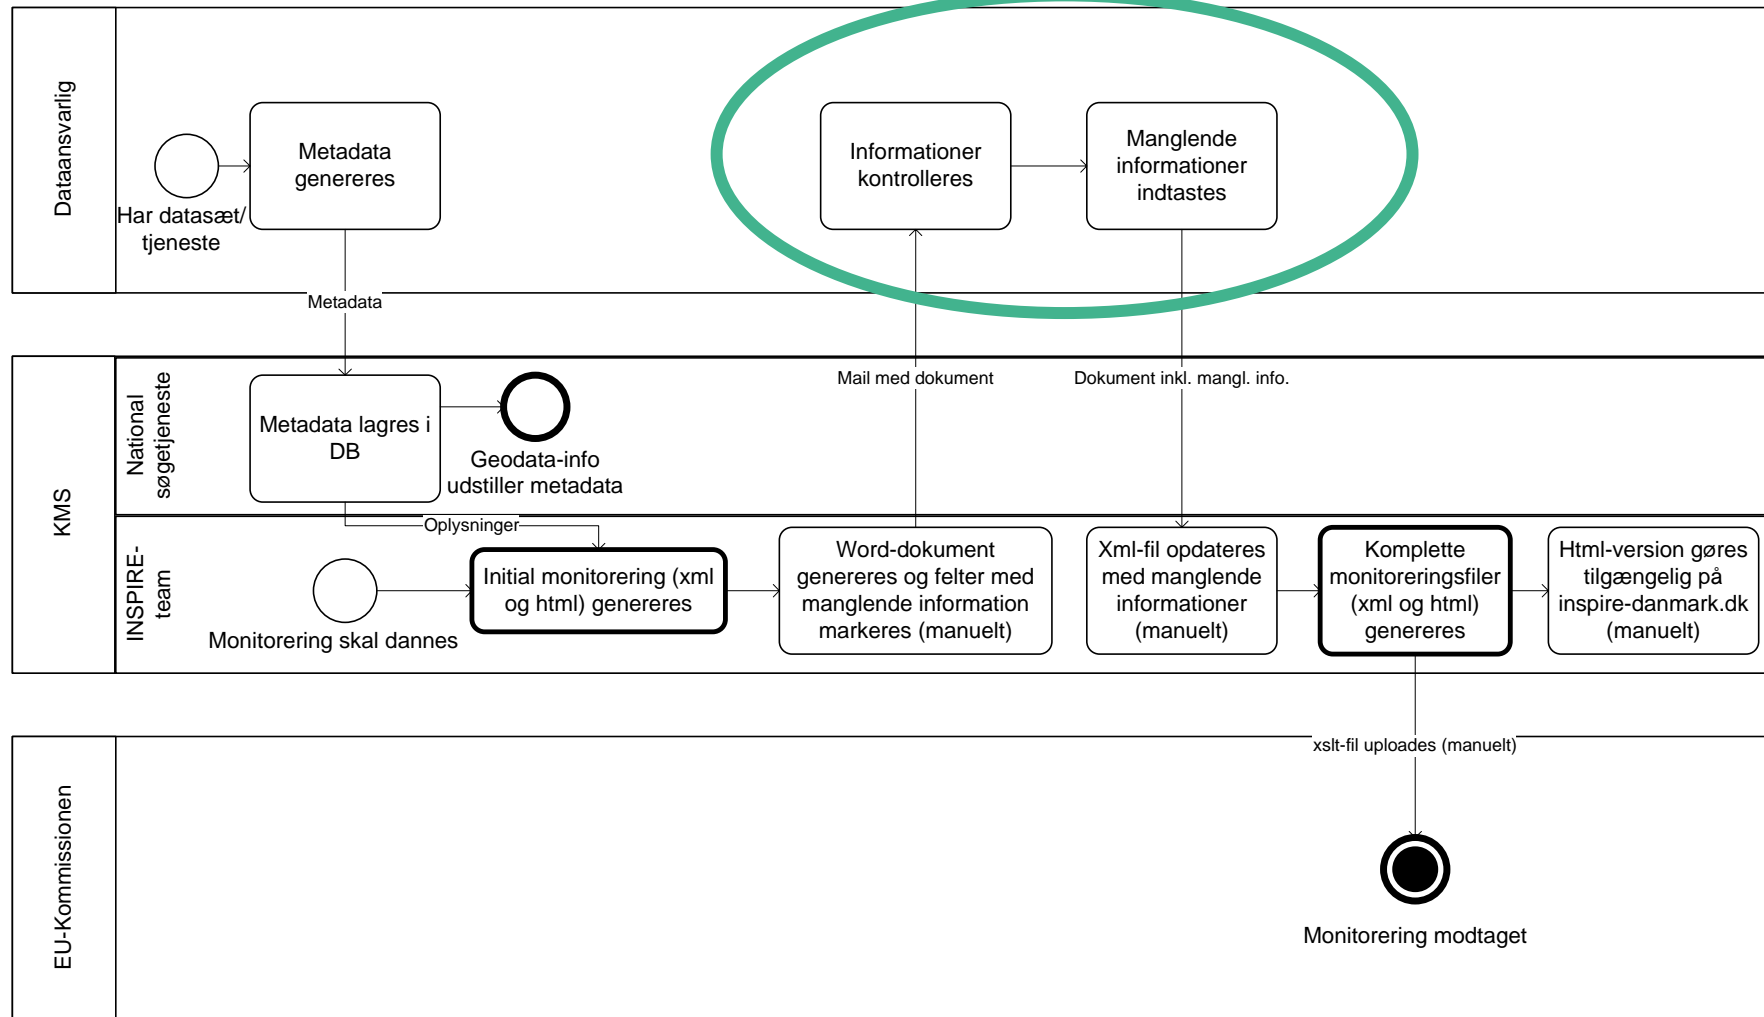 Dataansvarlig
Har datasæt/
tjeneste
Metadata
genereres
Informationer
kontrolleres
Manglende
informationer
indtastes
Metadata
Mail med dokument
Dokument inkl. mangl. info.
KMS
National
søgetjeneste
Metadata lagres i
DB
Geodata-info
udstiller metadata
Oplysninger
INSPIRE-
team
Monitorering skal dannes
Initial monitorering (xml
og html) genereres
Word-dokument
genereres og felter med
manglende information
markeres (manuelt)
Xml-fil opdateres
med manglende
informationer
(manuelt)
Komplette
monitoreringsfiler
(xml og html)
genereres
Html-version gøres
tilgængelig på
inspire-danmark.dk
(manuelt)
xslt-fil uploades (manuelt)
EU-Kommissionen
Monitorering modtaget